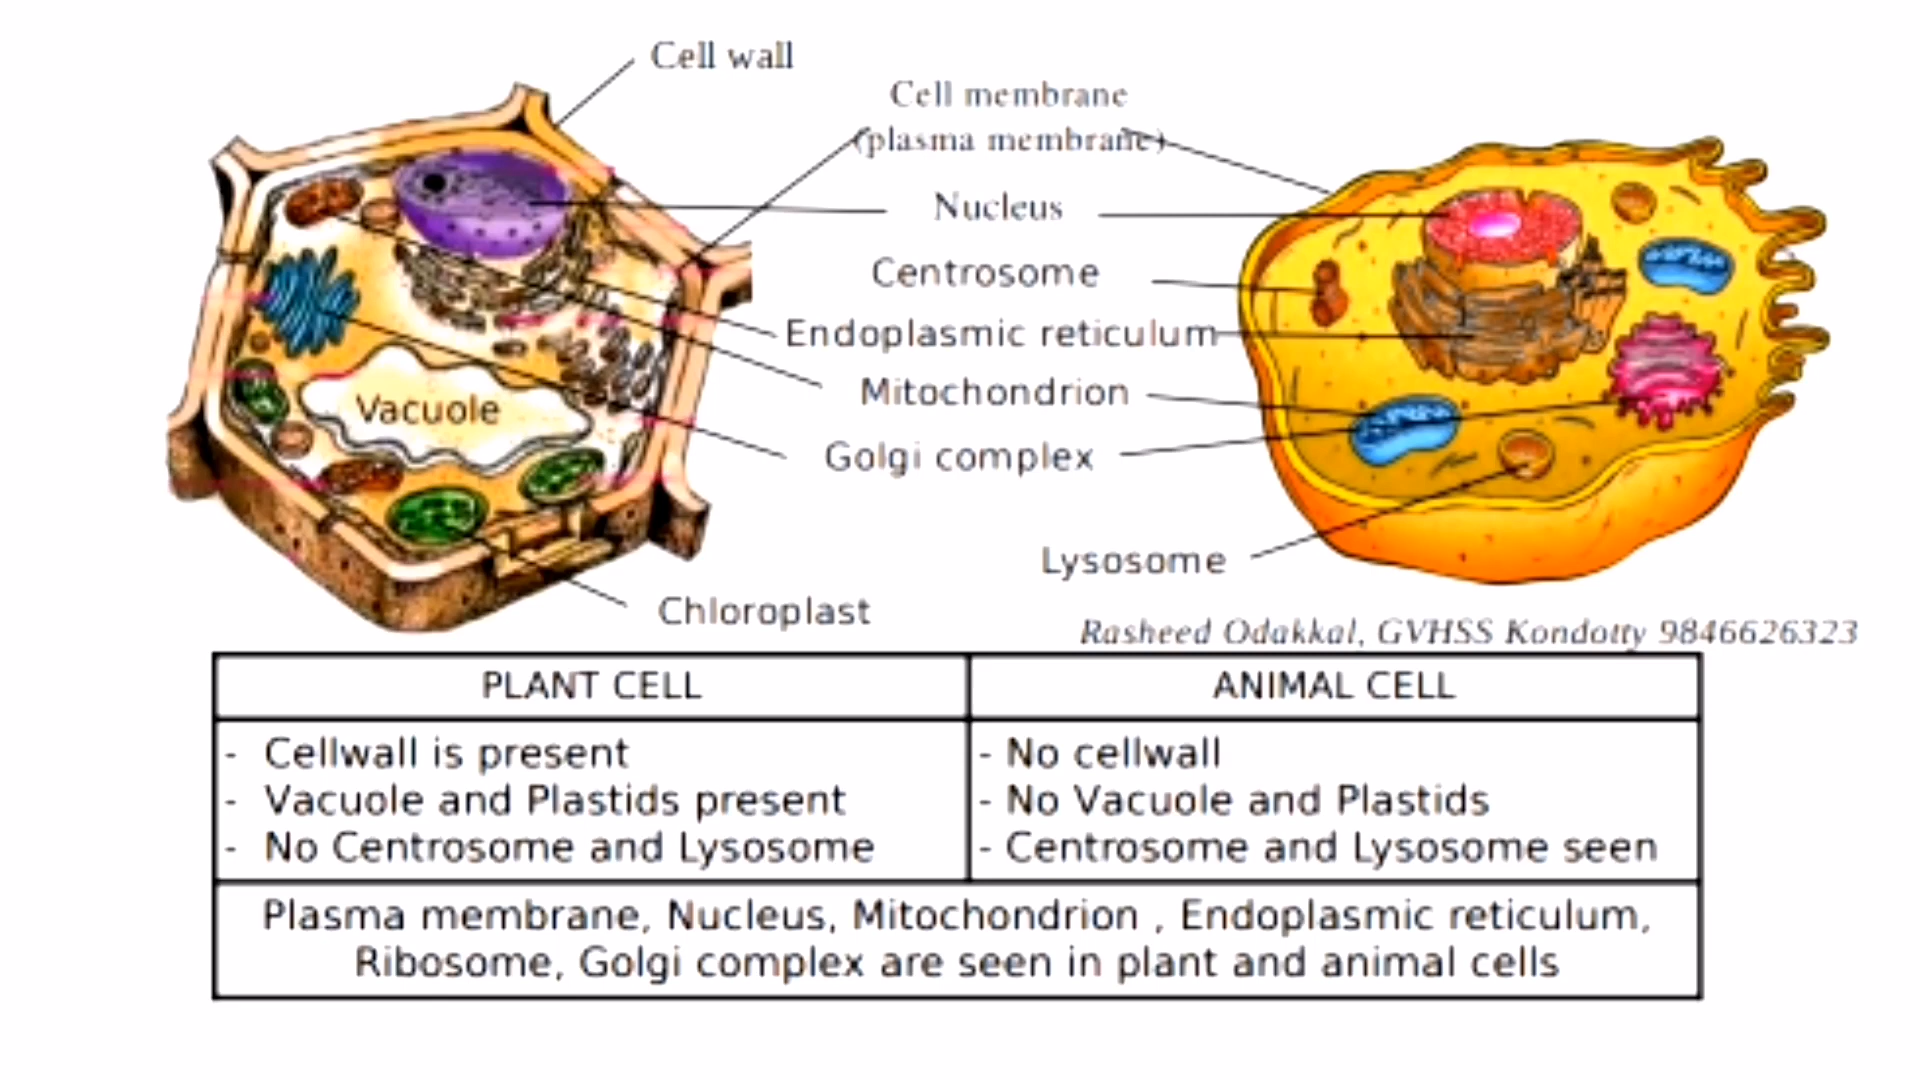 Cell wall
Cell membrane
(plasma membrane)
Nucleus
Centrosome
Endoplasmic reticulum
Mitochondrion
Vacuole
Golgi complex
Lysosome
Chloroplast
Rasheed Odakkal, GVHSS Kondotty 9846626323
PLANT CELL
ANIMAL CELL
- Cellwall is present
- Vacuole and Plastids present
- No Centrosome and Lysosome
- No cellwall
- No Vacuole and Plastids
- Centrosome and Lysosome seen
Plasma membrane, Nucleus, Mitochondrion , Endoplasmic reticulum,
Ribosome, Golgi complex are seen in plant and animal cells